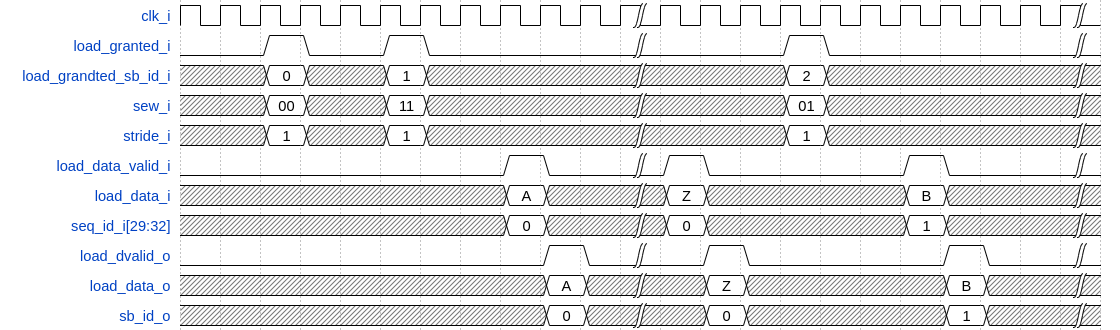 clk_i
load_granted_i
load_grandted_sb_id_i 0 1 2
sew_i 00 11 01
stride_i 1 1 1
load_data_valid_i
load_data_i A Z B
seq_id_i[29:32] 0 0 1
load_dvalid_o
load_data_o A Z B
sb_id_o 0 0 1